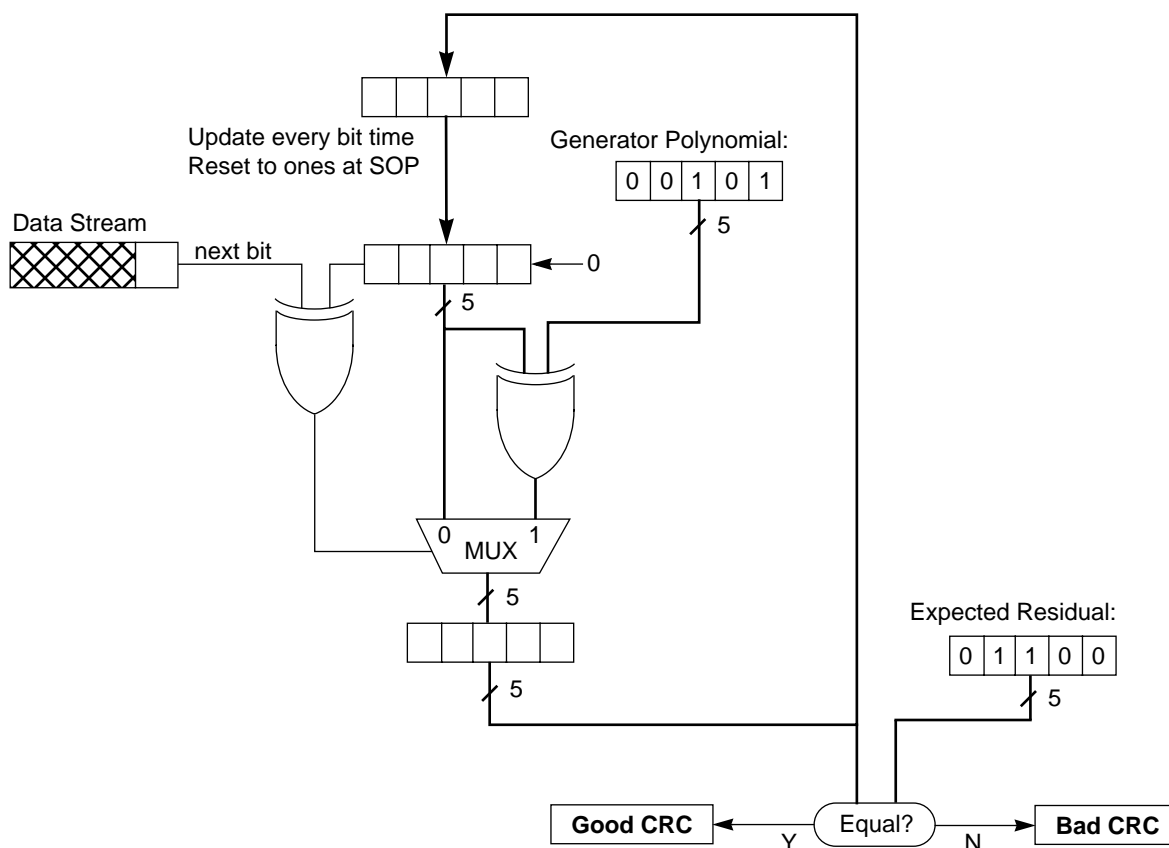 Update every bit time
Reset to ones at SOP
Generator Polynomial:
0 0 1 0 1
5
Data Stream
next bit
0
5
0 1
MUX
5
Expected Residual:
0 1 1 0 0
5
5
Good CRC
Y
Equal?
N
Bad CRC